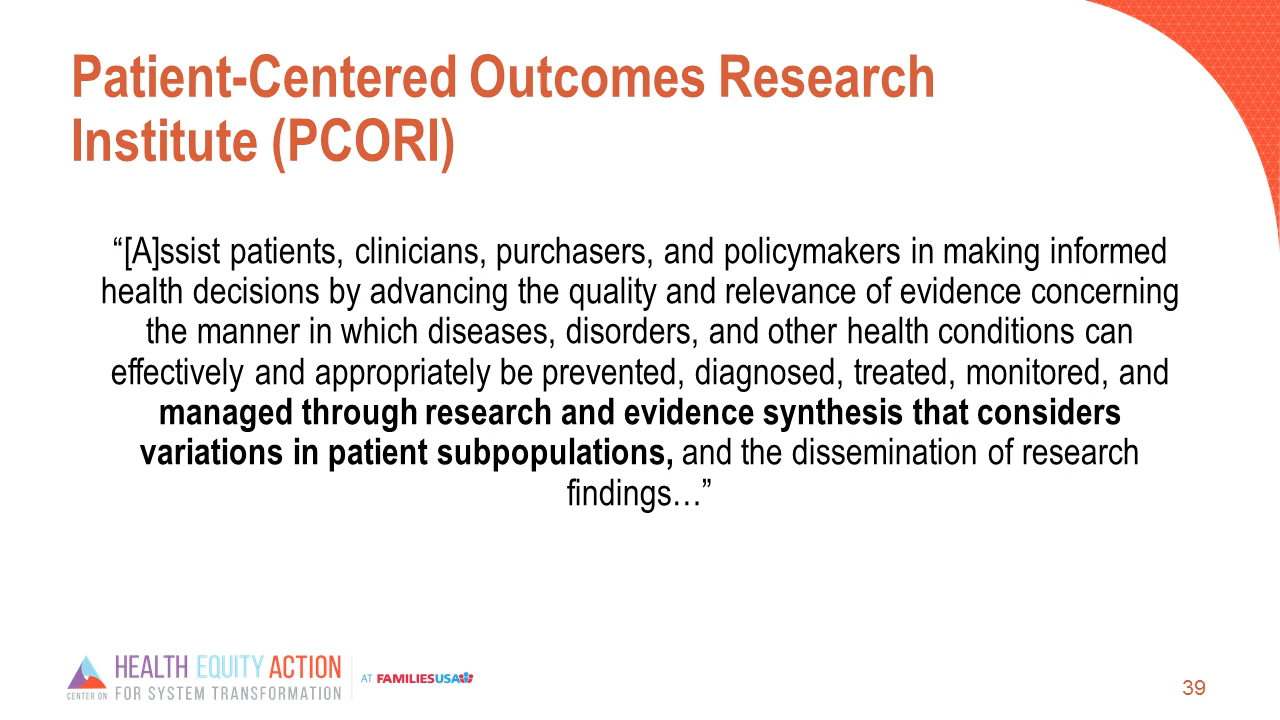 Patient-Centered Outcomes Research
Institute (PCORI)
“[A]ssist patients, clinicians, purchasers, and policymakers in making informed
health decisions by advancing the quality and relevance of evidence concerning
the manner in which diseases, disorders, and other health conditions can
effectively and appropriately be prevented, diagnosed, treated, monitored, and
managed through research and evidence synthesis that considers
variations in patient subpopulations, and the dissemination of research
findings…”
HEALTH EQUITY ACTION
CENTER ON FOR SYSTEM TRANSFORMATION
AT FAMILIESUSA
39